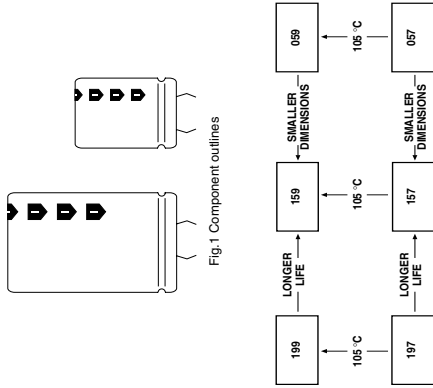 Fig.1 Component outlines
199
LONGER
LIFE
159
SMALLER
DIMENSIONS
059
105 °C
105 °C
105 °C
197
LONGER
LIFE
157
SMALLER
DIMENSIONS
057